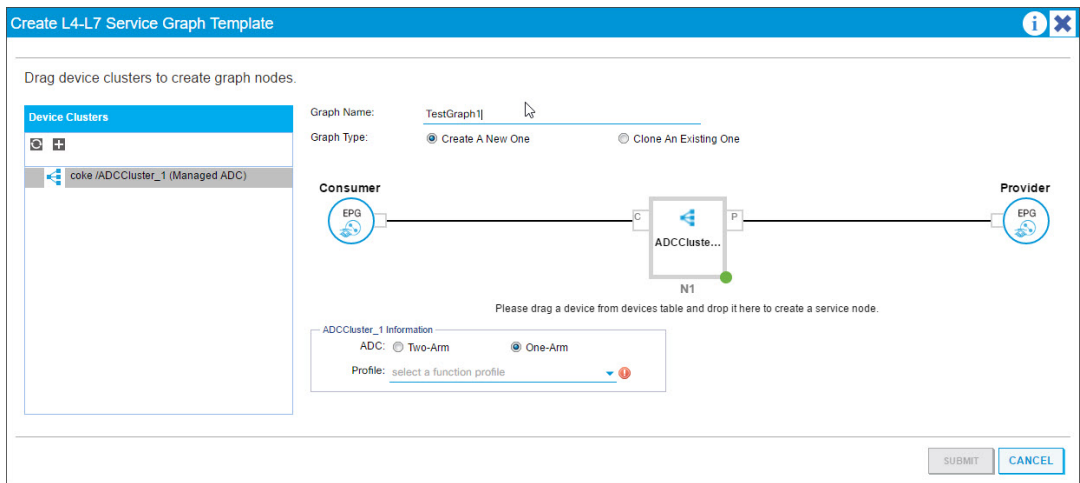 Create L4-L7 Service Graph Template
i
Drag device clusters to create graph nodes.
Device Clusters
Graph Name: TestGraph1
Graph Type: Create A New One Clone An Existing One
coke /ADCCluster_1 (Managed ADC)
Consumer Provider
EPG C P EPG
ADCCluste...
N1
Please drag a device from devices table and drop it here to create a service node.
ADCCluster_1 Information
ADC: Two-Arm One-Arm
Profile: select a function profile
SUBMIT CANCEL